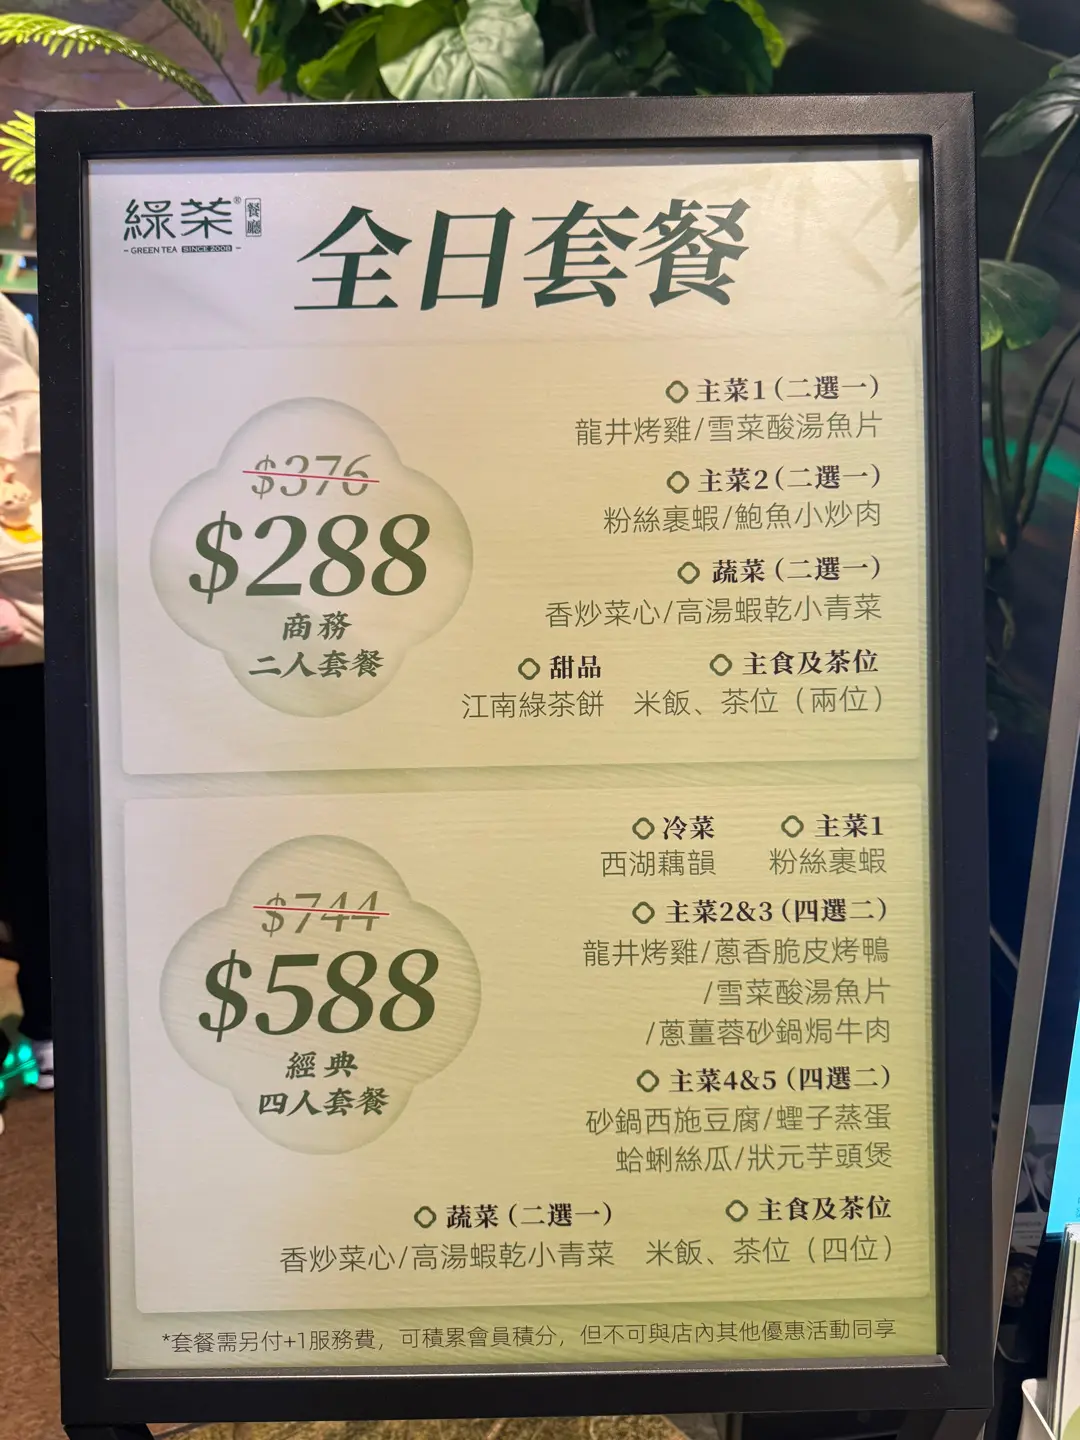 綠茶® 餐廳
- GREEN TEA SINCE 2008 -
全日套餐
$376
$288
商務
二人套餐
主菜1(二選一)
龍井烤雞/雪菜酸湯魚片
主菜2(二選一)
粉絲裹蝦/鮑魚小炒肉
蔬菜(二選一)
香炒菜心/高湯蝦乾小青菜
甜品
江南綠茶餅
主食及茶位
米飯、茶位(兩位)
$744
$588
經典
四人套餐
冷菜
西湖藕韻
主菜1
粉絲裹蝦
主菜2&3(四選二)
龍井烤雞/蔥香脆皮烤鴨
/雪菜酸湯魚片
/蔥薑蓉砂鍋焗牛肉
主菜4&5(四選二)
砂鍋西施豆腐/蟶子蒸蛋
蛤蜊絲瓜/狀元芋頭煲
蔬菜(二選一)
香炒菜心/高湯蝦乾小青菜
主食及茶位
米飯、茶位(四位)
*套餐需另付+1服務費，可積累會員積分，但不可與店內其他優惠活動同享